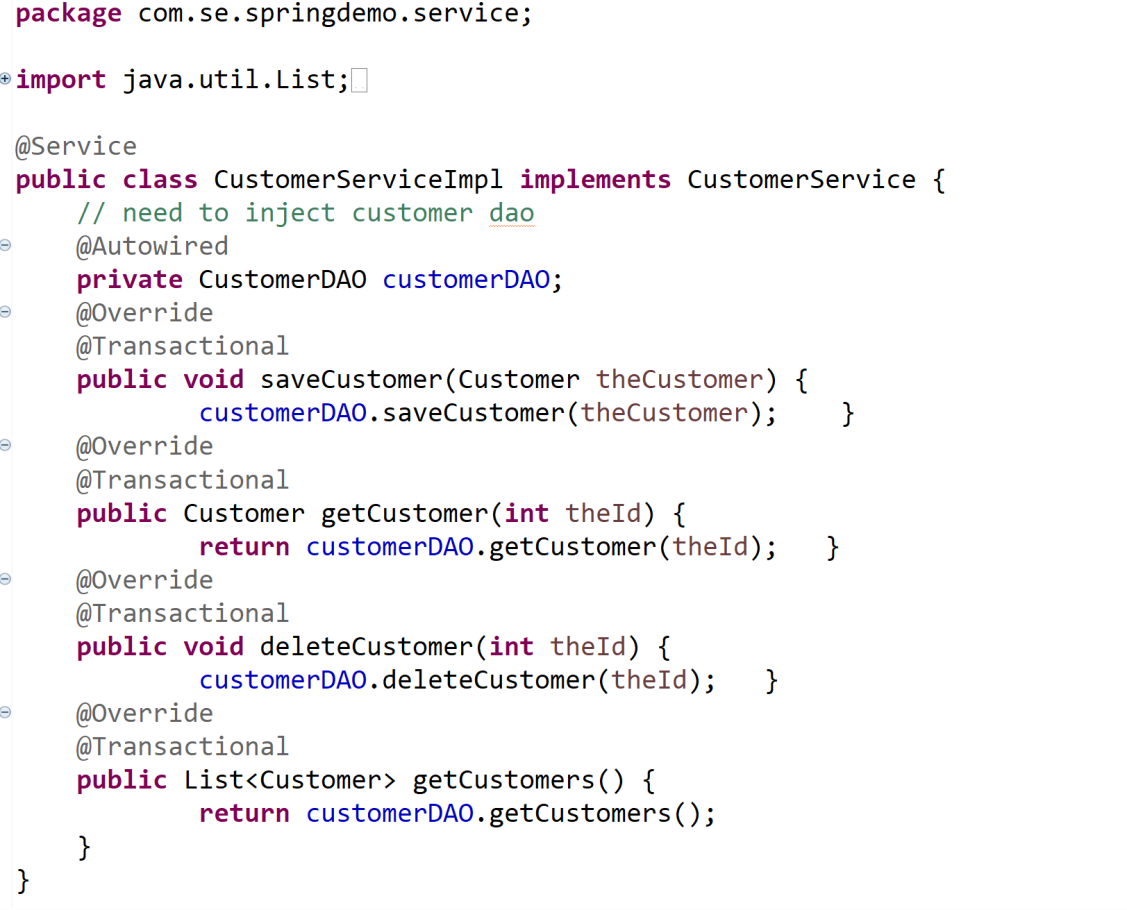 package com.se.springdemo.service;
import java.util.List;
@Service
public class CustomerServiceImpl implements CustomerService {
// need to inject customer dao
@Autowired
private CustomerDAO customerDAO;
@Override
@Transactional
public void saveCustomer(Customer theCustomer) {
customerDAO.saveCustomer(theCustomer); }
@Override
@Transactional
public Customer getCustomer(int theId) {
return customerDAO.getCustomer(theId); }
@Override
@Transactional
public void deleteCustomer(int theId) {
customerDAO.deleteCustomer(theId); }
@Override
@Transactional
public List<Customer> getCustomers() {
return customerDAO.getCustomers();
}
}